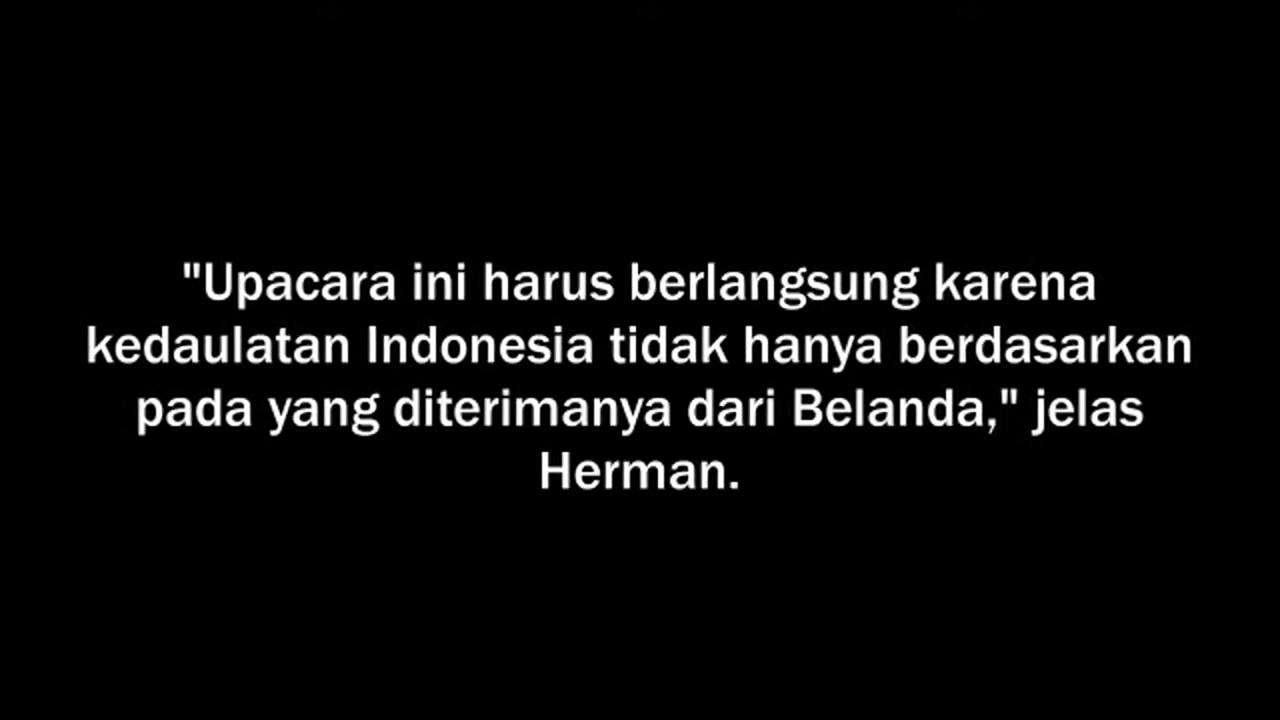 "Upacara ini harus berlangsung karena
kedaulatan Indonesia tidak hanya berdasarkan
pada yang diterimanya dari Belanda," jelas
Herman.